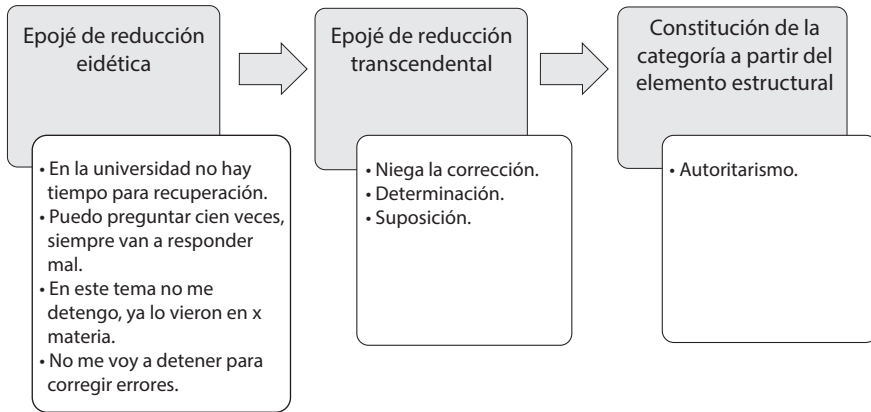 Epojé de reducción
eidética
• En la universidad no hay
tiempo para recuperación.
• Puedo preguntar cien veces,
siempre van a responder
mal.
• En este tema no me
detengo, ya lo vieron en x
materia.
• No me voy a detener para
corregir errores.
Epojé de reducción
transcendental
• Niega la corrección.
• Determinación.
• Suposición.
Constitución de la
categoría a partir del
elemento estructural
• Autoritarismo.